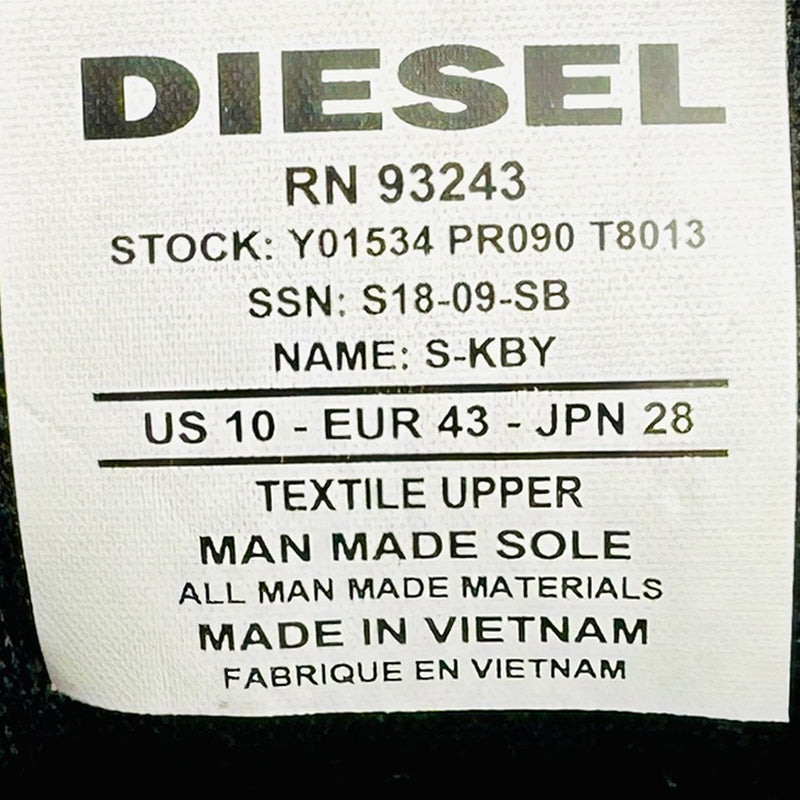 DIESEL
RN 93243
STOCK: Y01534 PR090 T8013
SSN: S18-09-SB
NAME: S-KBY
US 10 - EUR 43 - JPN 28
TEXTILE UPPER
MAN MADE SOLE
ALL MAN MADE MATERIALS
MADE IN VIETNAM
FABRIQUE EN VIETNAM